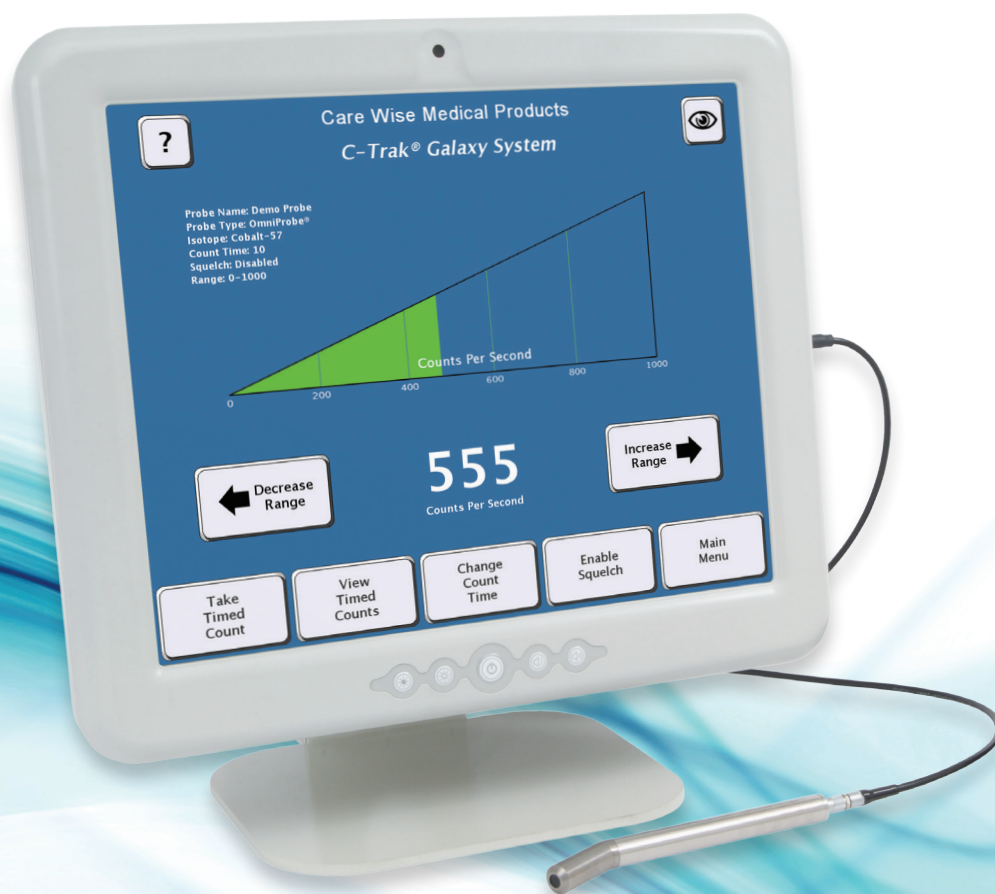 ?
Care Wise Medical Products
C-Trak® Galaxy System
Probe Name: Demo Probe
Probe Type: OmniProbe®
Isotope: Cobalt-57
Count Time: 10
Squelch: Disabled
Range: 0-1000
Counts Per Second
0
200
400
600
800
1000
Decrease
Range
555
Counts Per Second
Increase
Range
Take
Timed
Count
View
Timed
Counts
Change
Count
Time
Enable
Squelch
Main
Menu